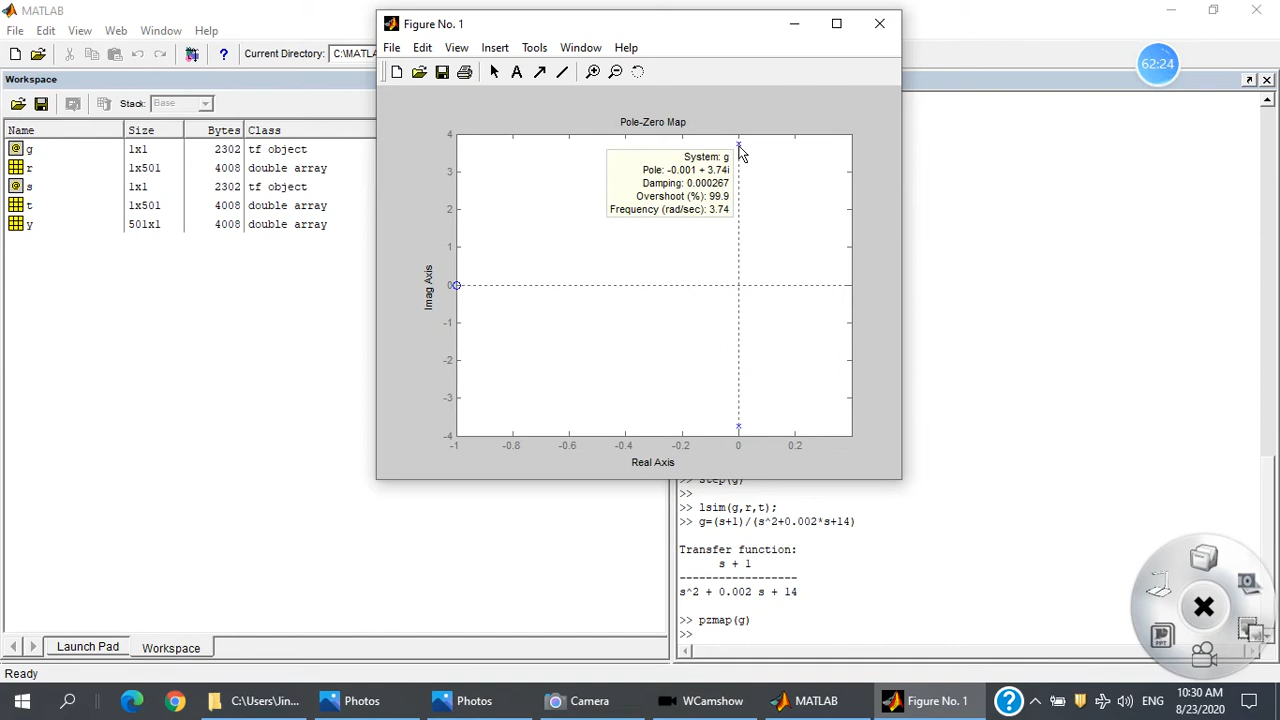 MATLAB
File Edit View Web Window Help
Current Directory: C:\MATLA
Workspace
Stack: Base
Name Size Bytes Class
g 1x1 2302 tf object
r 1x501 4008 double array
s 1x1 2302 tf object
t 1x501 4008 double array
y 501x1 4008 double array
Launch Pad Workspace
Ready
Figure No. 1
File Edit View Insert Tools Window Help
A
Pole-Zero Map
System: g
Pole: -0.001 + 3.74i
Damping: 0.000267
Overshoot (%): 99.9
Frequency (rad/sec): 3.74
4
3
2
1
0
-1
-2
-3
-4
Imag Axis
-1 -0.8 -0.6 -0.4 -0.2 0 0.2
Real Axis
62:24
>> step(g)
>>
>> lsim(g,r,t);
>> g=(s+1)/(s^2+0.002*s+14)
Transfer function:
s + 1
------------------
s^2 + 0.002 s + 14
>> pzmap(g)
>>
PPT
C:\Users\Jin... Photos Photos Camera WCamshow MATLAB Figure No. 1 ENG 10:30 AM
8/23/2020